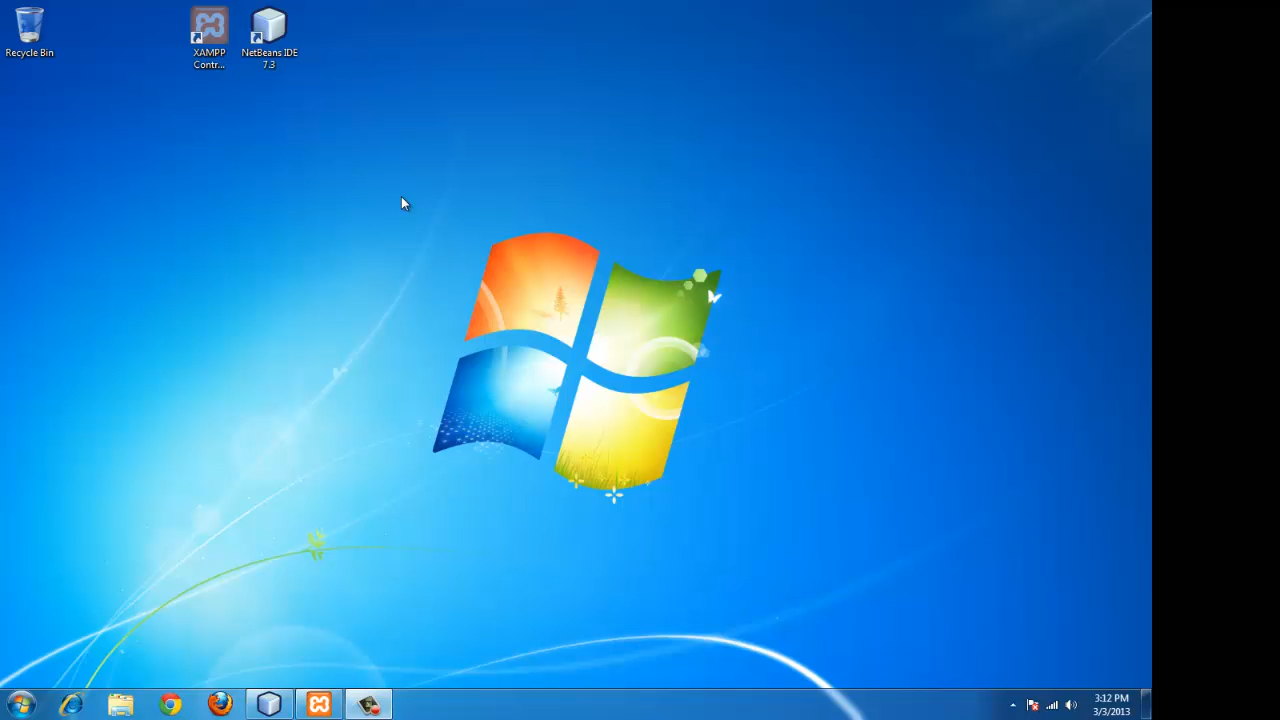 Recycle Bin
XAMPP
Contr...
NetBeans IDE
7.3
3:12 PM
3/3/2013